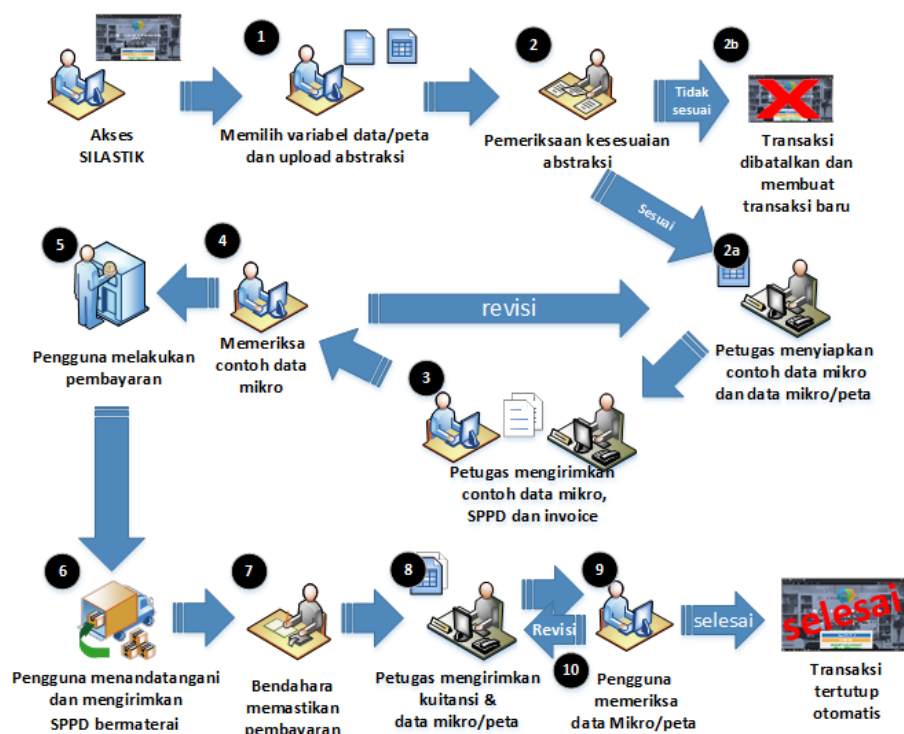 1
2
2b
Tidak
sesuai
Akses
SILASTIK
Memilih variabel data/peta
dan upload abstraksi
Pemeriksaan kesesuaian
abstraksi
Transaksi
dibatalkan dan
membuat
transaksi baru
Sesuai
5
4
2a
revisi
Pengguna melakukan
pembayaran
Memeriksa
contoh data
mikro
Petugas menyiapkan
contoh data mikro
dan data mikro/peta
3
Petugas mengirimkan
contoh data mikro,
SPPD dan invoice
6
7
8
9
Revisi
selesai
selesai
10
Pengguna menandatangani
dan mengirimkan
SPPD bermaterai
Bendahara
memastikan
pembayaran
Petugas mengirimkan
kuitansi &
data mikro/peta
Pengguna
memeriksa
data Mikro/peta
Transaksi
tertutup
otomatis